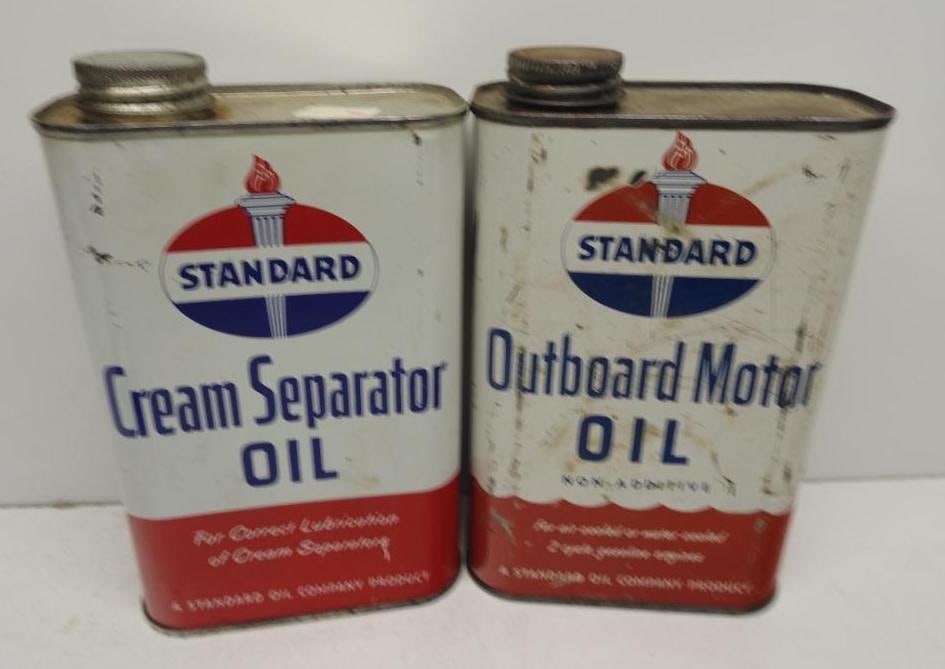 STANDARD
Cream Separator
OIL
For Correct Lubrication
of Cream Separators
A STANDARD OIL COMPANY PRODUCT
STANDARD
Outboard Motor
OIL
NON-ADDITIVE
For air-cooled or water-cooled
2-cycle gasoline engines
A STANDARD OIL COMPANY PRODUCT